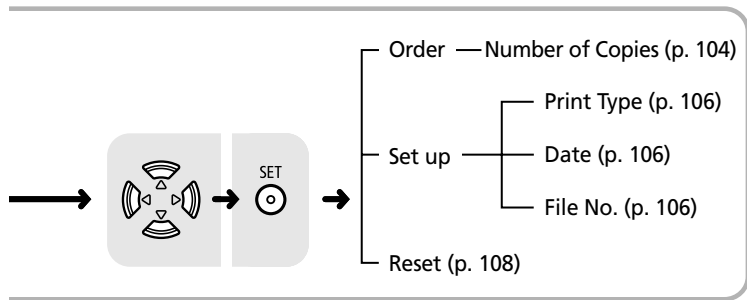 Order
Number of Copies (p. 104)
Print Type (p. 106)
SET
Set up
Date (p. 106)
File No. (p. 106)
Reset (p. 108)